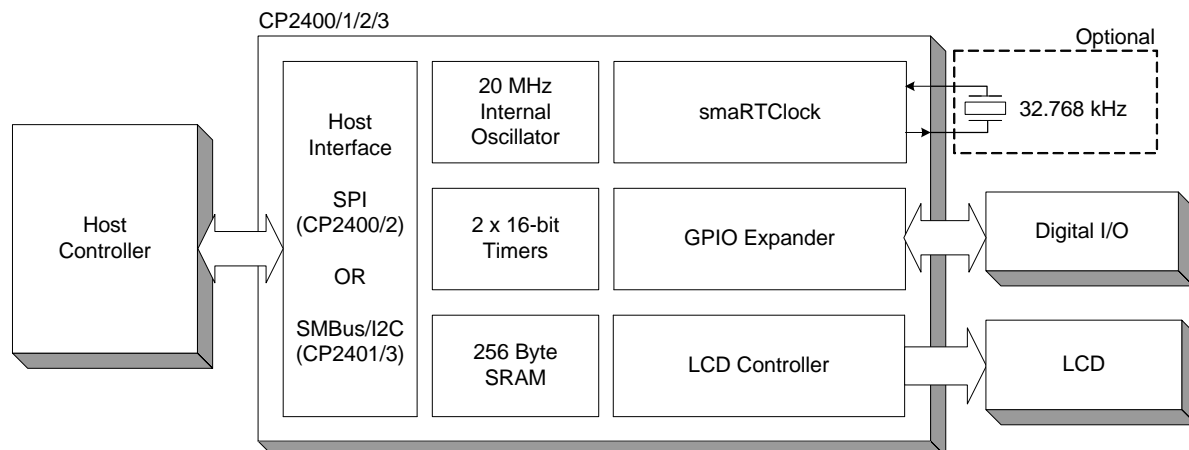 CP2400/1/2/3
Optional
Host
Controller
Host
Interface
SPI
(CP2400/2)
OR
SMBus/I2C
(CP2401/3)
20 MHz
Internal
Oscillator
smaRTClock
32.768 kHz
2 x 16-bit
Timers
GPIO Expander
Digital I/O
256 Byte
SRAM
LCD Controller
LCD